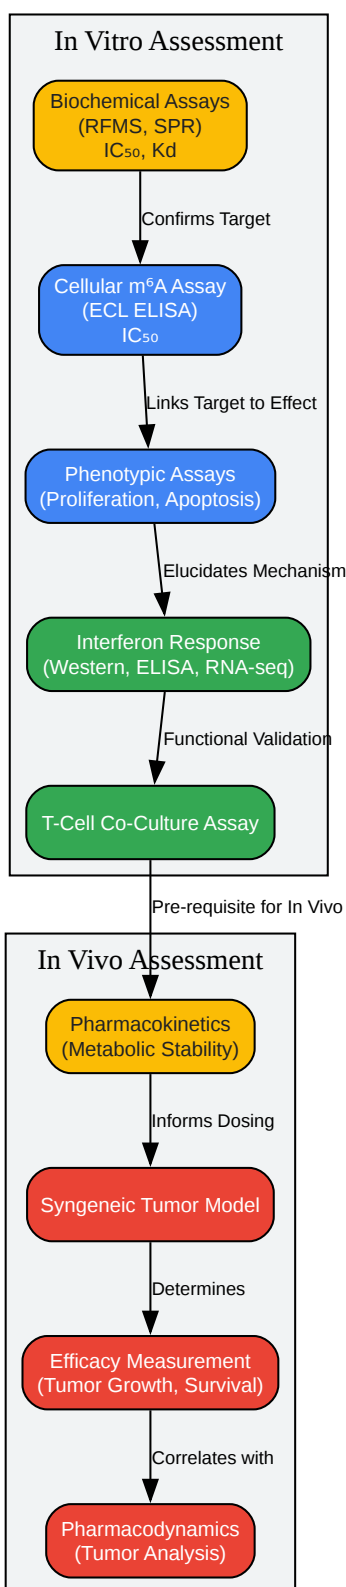 In Vitro Assessment
Biochemical Assays
(RFMS, SPR)
IC₅₀, Kd
Confirms Target
Cellular m⁶A Assay
(ECL ELISA)
IC₅₀
Links Target to Effect
Phenotypic Assays
(Proliferation, Apoptosis)
Elucidates Mechanism
Interferon Response
(Western, ELISA, RNA-seq)
Functional Validation
T-Cell Co-Culture Assay
Pre-requisite for In Vivo
In Vivo Assessment
Pharmacokinetics
(Metabolic Stability)
Informs Dosing
Syngeneic Tumor Model
Determines
Efficacy Measurement
(Tumor Growth, Survival)
Correlates with
Pharmacodynamics
(Tumor Analysis)